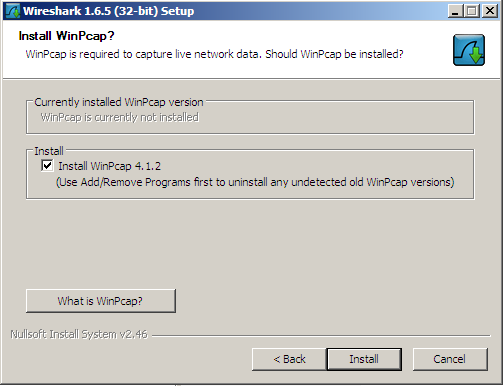 Wireshark 1.6.5 (32-bit) Setup
Install WinPcap?
WinPcap is required to capture live network data. Should WinPcap be installed?
Currently installed WinPcap version
WinPcap is currently not installed
Install
Install WinPcap 4.1.2
(Use Add/Remove Programs first to uninstall any undetected old WinPcap versions)
What is WinPcap?
Nullsoft Install System v2.46
< Back
Install
Cancel